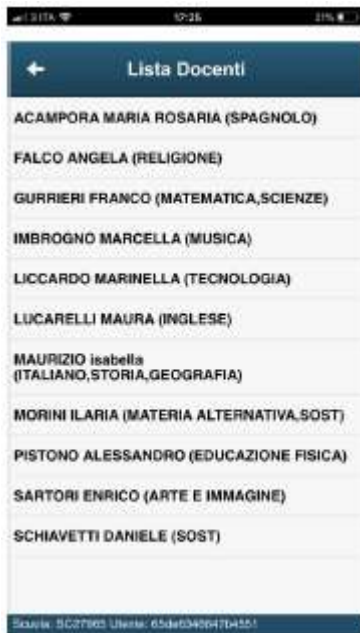 17:25
Lista Docenti
ACAMPORA MARIA ROSARIA (SPAGNOLO)
FALCO ANGELA (RELIGIONE)
GURRIERI FRANCO (MATEMATICA,SCIENZE)
IMBROGNO MARCELLA (MUSICA)
LICCARDO MARINELLA (TECNOLOGIA)
LUCARELLI MAURA (INGLESE)
MAURIZIO isabella
(ITALIANO,STORIA,GEOGRAFIA)
MORINI ILARIA (MATERIA ALTERNATIVA,SOST)
PISTONO ALESSANDRO (EDUCAZIONE FISICA)
SARTORI ENRICO (ARTE E IMMAGINE)
SCHIAVETTI DANIELE (SOST)
Scuola: Utente: